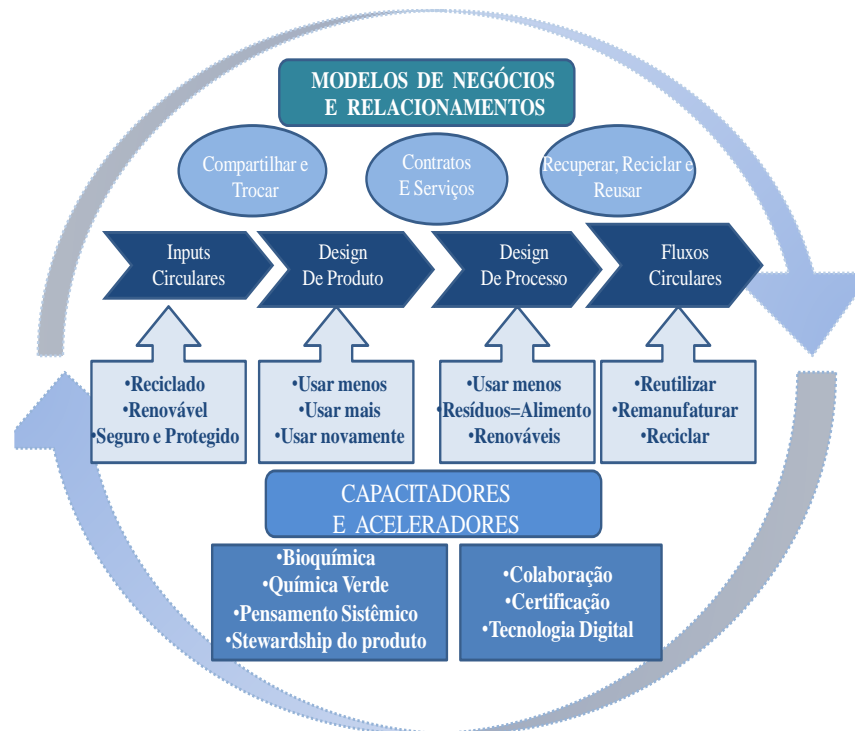 MODELOS DE NEGÓCIOS
E RELACIONAMENTOS
Compartilhar e
Trocar
Contratos
E Serviços
Recuperar, Reciclar e
Reusar
Inputs
Circulares
Design
De Produto
Design
De Processo
Fluxos
Circulares
•Reciclado
•Renovável
•Seguro e Protegido
•Usar menos
•Usar mais
•Usar novamente
•Usar menos
•Resíduos=Alimento
•Renováveis
•Reutilizar
•Remanufaturar
•Reciclar
CAPACITADORES
E ACELERADORES
•Bioquímica
•Química Verde
•Pensamento Sistêmico
•Stewardship do produto
•Colaboração
•Certificação
•Tecnologia Digital